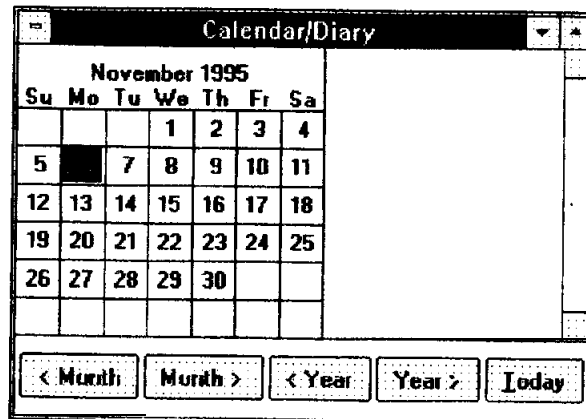 Calendar/Diary
November 1995
Su Mo Tu We Th Fr Sa
1 2 3 4
5 7 8 9 10 11
12 13 14 15 16 17 18
19 20 21 22 23 24 25
26 27 28 29 30
< Month Month > < Year Year > Today